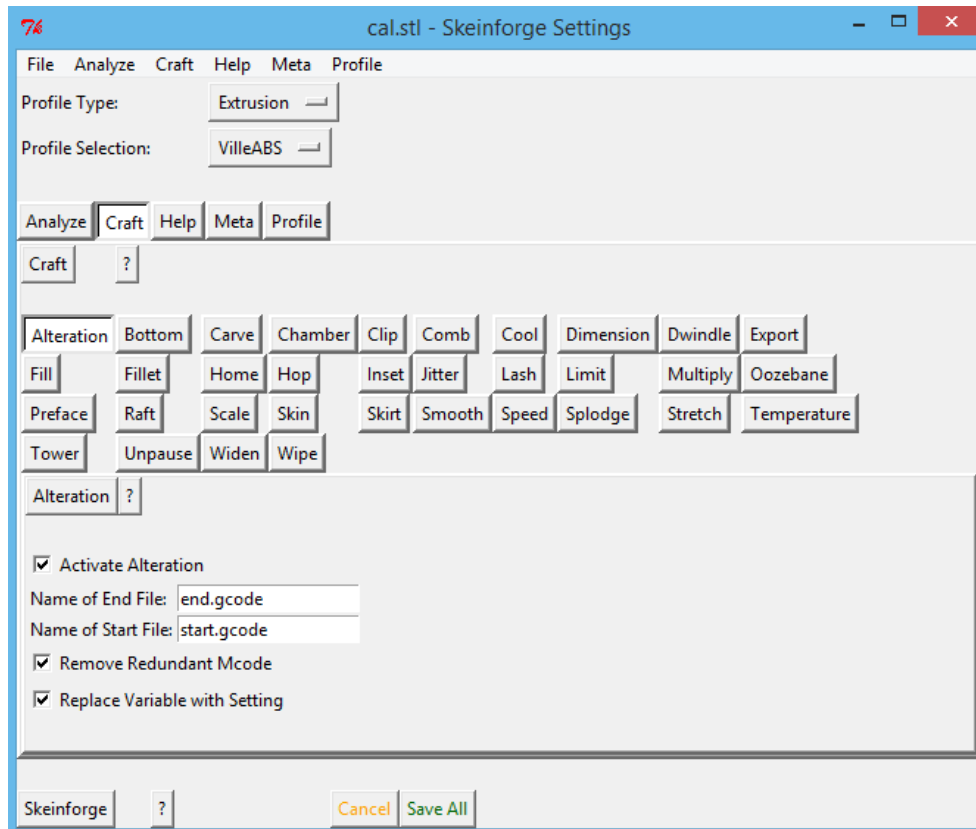 cal.stl - Skeinforge Settings
File Analyze Craft Help Meta Profile
Profile Type: Extrusion
Profile Selection: VilleABS
Analyze Craft Help Meta Profile
Craft ?
Alteration Bottom Carve Chamber Clip Comb Cool Dimension Dwindle Export
Fill Fillet Home Hop Inset Jitter Lash Limit Multiply Oozebane
Preface Raft Scale Skin Skirt Smooth Speed Splodge Stretch Temperature
Tower Unpause Widen Wipe
Alteration ?
Activate Alteration
Name of End File: end.gcode
Name of Start File: start.gcode
Remove Redundant Mcode
Replace Variable with Setting
Skeinforge ? Cancel Save All